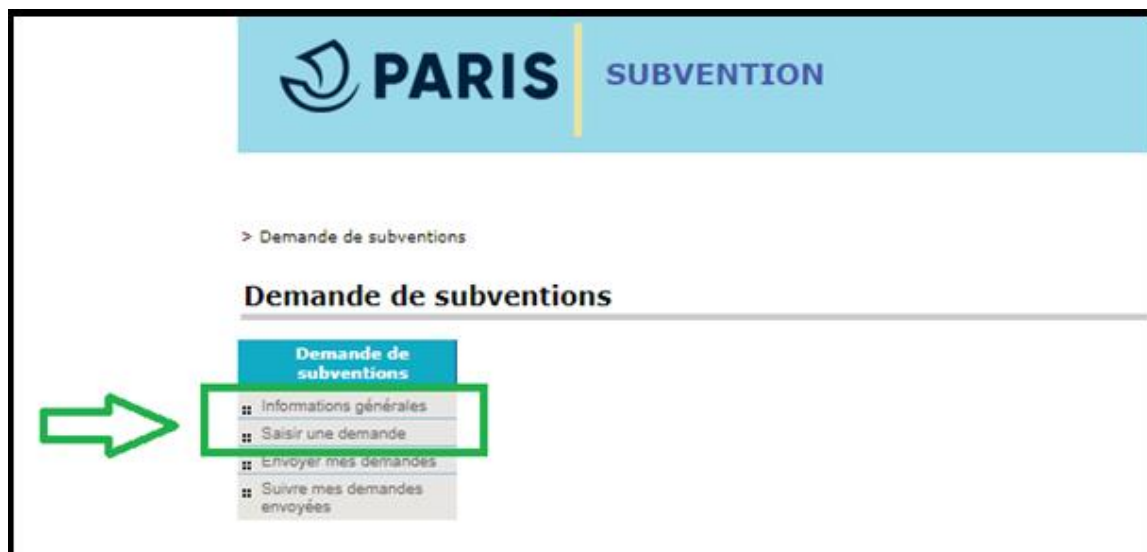 PARIS
SUBVENTION
> Demande de subventions
Demande de subventions
Demande de
subventions
Informations générales
Saisir une demande
Envoyer mes demandes
Suivre mes demandes
envoyées